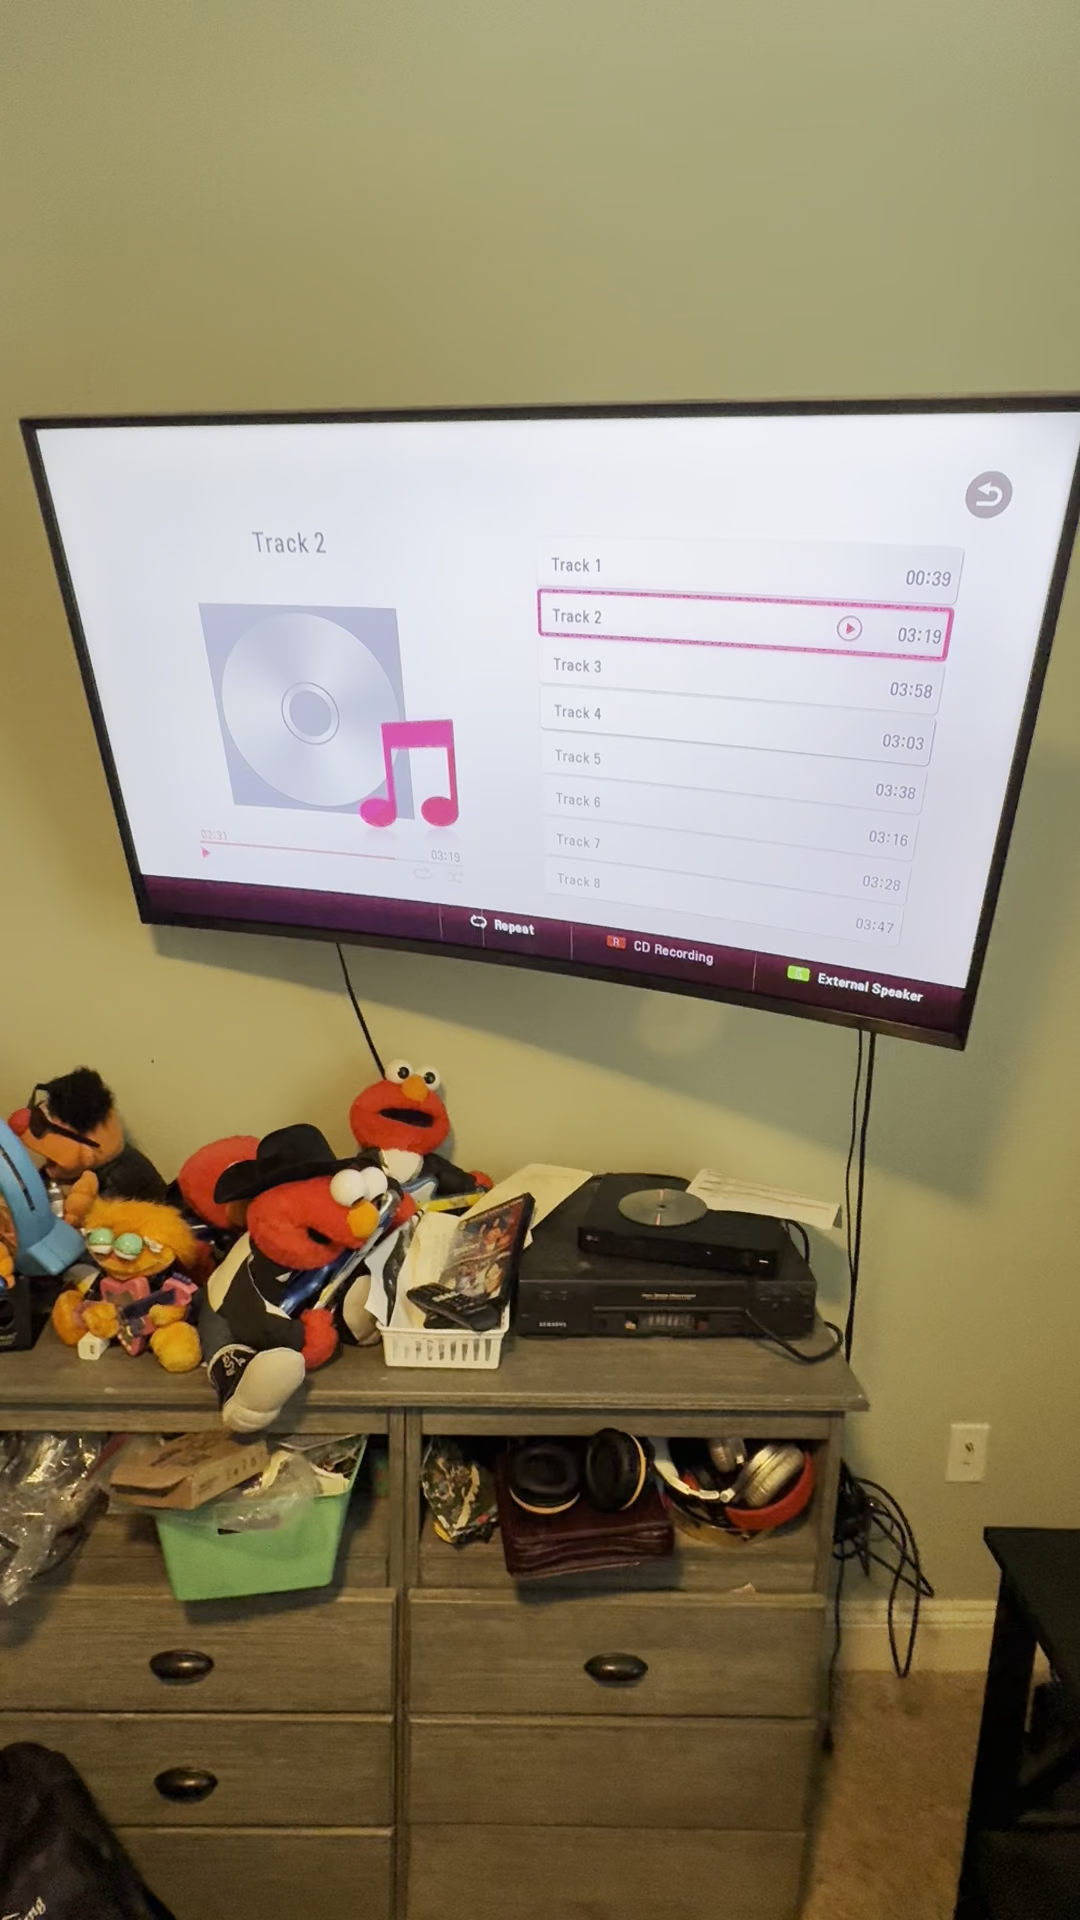 Track 2
02:31
03:19
Track 1 00:39
Track 2 03:19
Track 3 03:58
Track 4 03:03
Track 5 03:38
Track 6 03:16
Track 7 03:28
Track 8 03:47
Repeat
R CD Recording
G External Speaker
LG
SAMSUNG